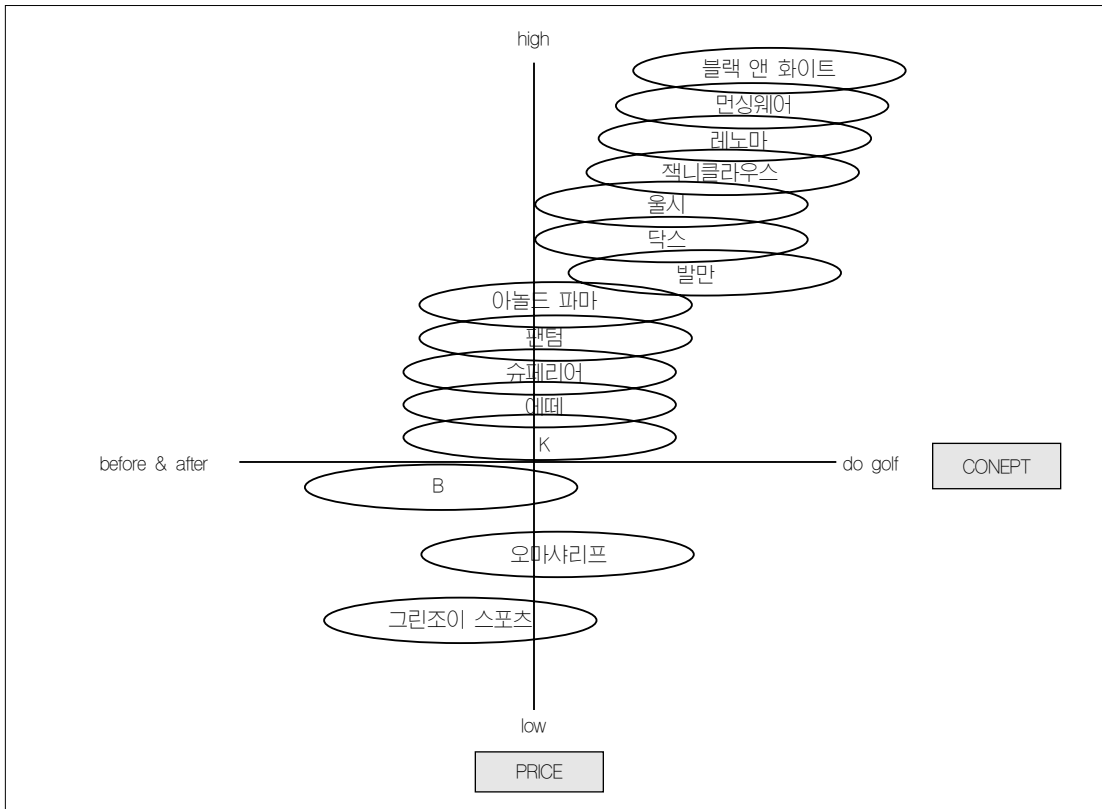 high
블랙 앤 화이트
먼싱웨어
레노마
잭니클라우스
울시
닥스
발만
아놀드 파마
팬텀
슈페리어
에떼
K
before & after
do golf
CONEPT
B
오마샤리프
그린조이 스포츠
low
PRICE